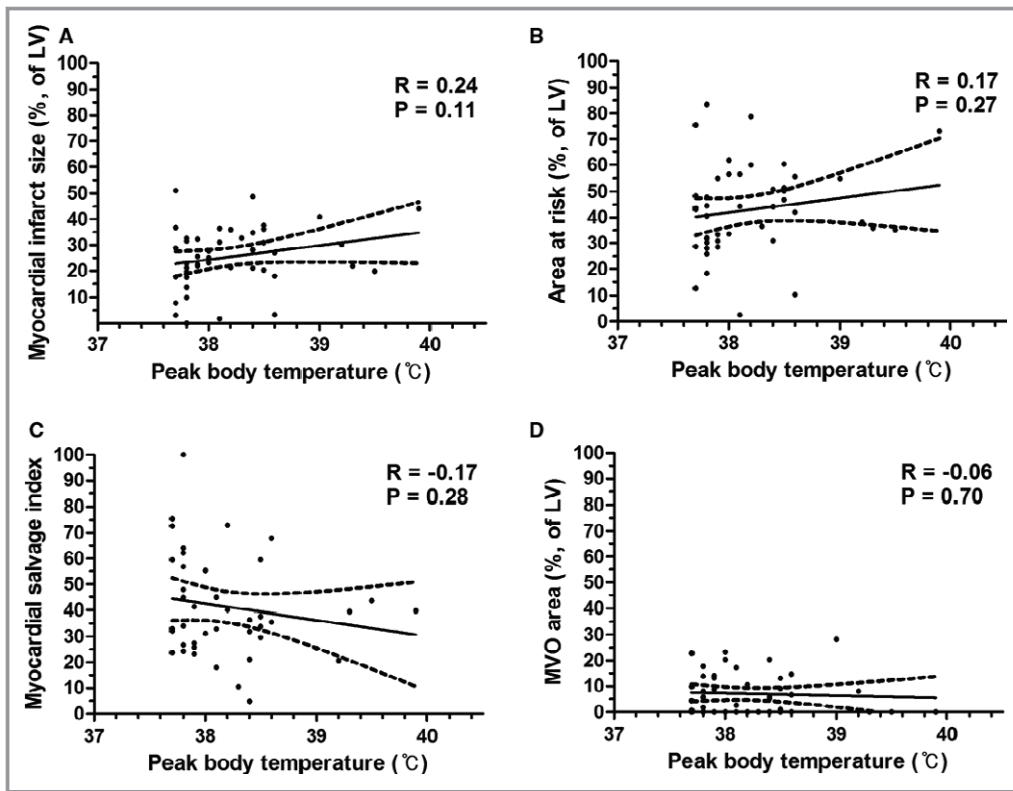 A
Myocardial infarct size (%, of LV)
100
90
80
70
60
50
40
30
20
10
R = 0.24
P = 0.11
37
38
39
40
Peak body temperature (℃)
B
Area at risk (%, of LV)
100
90
80
70
60
50
40
30
20
10
0
R = 0.17
P = 0.27
37
38
39
40
Peak body temperature (℃)
C
Myocardial salvage index
100
90
80
70
60
50
40
30
20
10
0
R = -0.17
P = 0.28
37
38
39
40
Peak body temperature (℃)
D
MVO area (%, of LV)
100
90
80
70
60
50
40
30
20
10
0
R = -0.06
P = 0.70
37
38
39
40
Peak body temperature (℃)